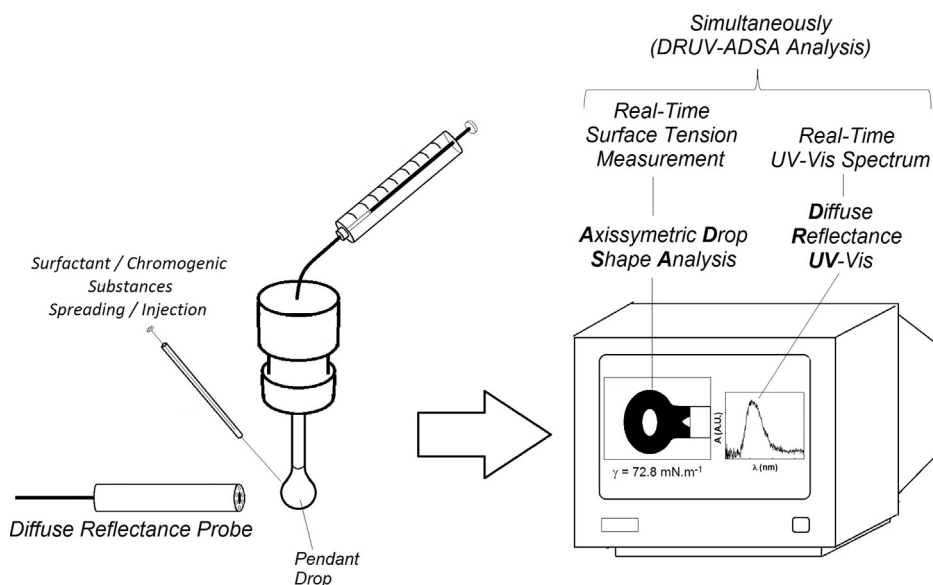 Simultaneously
(DRUV-ADSA Analysis)
Real-Time
Surface Tension
Measurement
Real-Time
UV-Vis Spectrum
Axissymetric Drop
Shape Analysis
Diffuse
Reflectance
UV-Vis
Surfactant / Chromogenic
Substances
Spreading / Injection
Diffuse Reflectance Probe
Pendant
Drop
A (A.U.)
λ (nm)
γ = 72.8 mN.m⁻¹